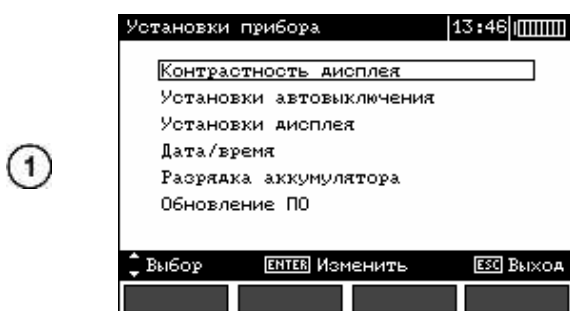 Установки прибора 13:46
Контрастность дисплея
Установки автовыключения
Установки дисплея
1
Дата/время
Разрядка аккумулятора
Обновление ПО
Выбор ENTER Изменить ESC Выход